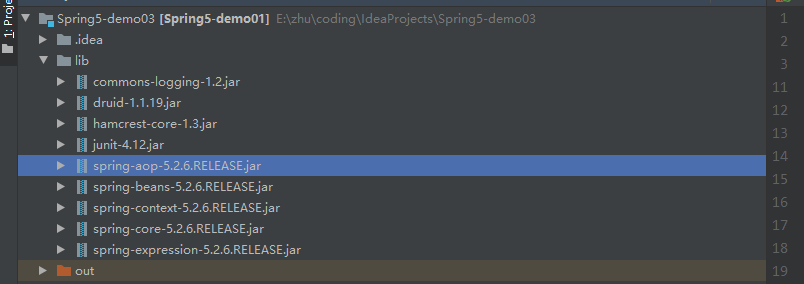 1: Proje
Spring5-demo03 [Spring5-demo01] E:\zhu\coding\IdeaProjects\Spring5-demo03
.idea
lib
commons-logging-1.2.jar
druid-1.1.19.jar
hamcrest-core-1.3.jar
junit-4.12.jar
spring-aop-5.2.6.RELEASE.jar
spring-beans-5.2.6.RELEASE.jar
spring-context-5.2.6.RELEASE.jar
spring-core-5.2.6.RELEASE.jar
spring-expression-5.2.6.RELEASE.jar
out
1
2
3
11
12
13
14
15
16
17
18
19